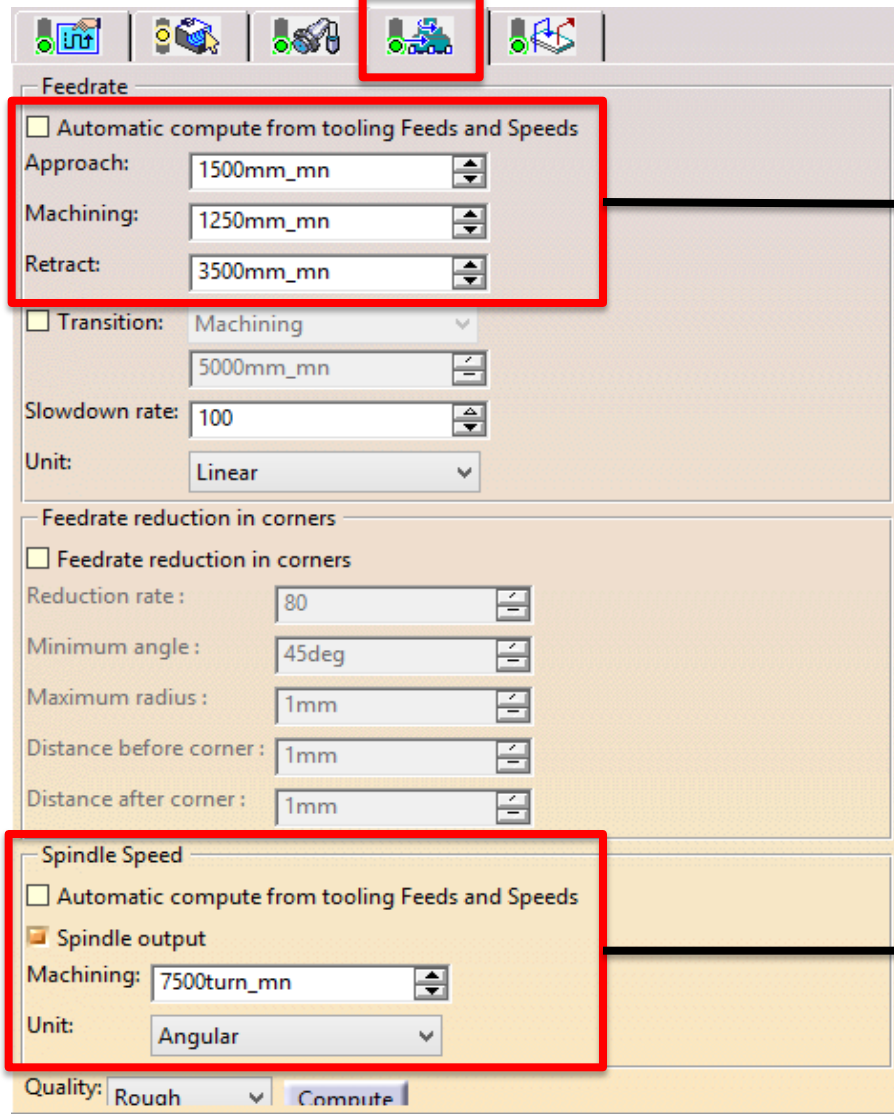 Feedrate
Automatic compute from tooling Feeds and Speeds
Approach: 1500mm_mn
Machining: 1250mm_mn
Retract: 3500mm_mn
Transition: Machining
5000mm_mn
Slowdown rate: 100
Unit: Linear
Feedrate reduction in corners
Feedrate reduction in corners
Reduction rate : 80
Minimum angle : 45deg
Maximum radius : 1mm
Distance before corner : 1mm
Distance after corner : 1mm
Spindle Speed
Automatic compute from tooling Feeds and Speeds
Spindle output
Machining: 7500turn_mn
Unit: Angular
Quality: Rough Compute